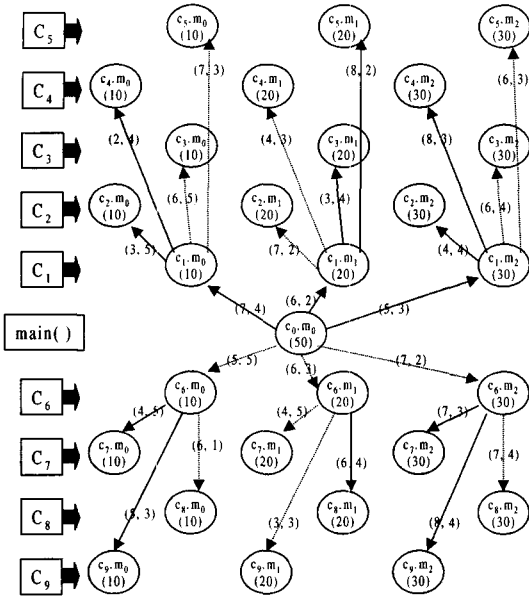 C5 c5.m0 c5.m1 c5.m2
(10) (20) (30)
(7, 3) (8, 2) (6, 3)
C4 c4.m0 c4.m1 c4.m2
(10) (20) (30)
(2, 4) (4, 3) (8, 3)
C3 c3.m0 c3.m1 c3.m2
(10) (20) (30)
C2 c2.m0 c2.m1 c2.m2
(10) (20) (30)
(6, 5) (3, 4) (6, 4)
(3, 5) (7, 2) (4, 4)
C1 c1.m0 c1.m1 c1.m2
(10) (20) (30)
(7, 4) (6, 2) (5, 3)
main( ) c0.m0
(50)
(5, 5) (6, 3) (7, 2)
C6 c6.m0 c6.m1 c6.m2
(10) (20) (30)
(4, 5) (4, 5) (7, 3)
C7 c7.m0 c7.m1 c7.m2
(10) (20) (30)
(6, 1) (6, 4) (7, 4)
C8 c8.m0 c8.m1 c8.m2
(10) (20) (30)
(3, 3) (8, 4)
C9 c9.m0 c9.m1 c9.m2
(10) (20) (30)